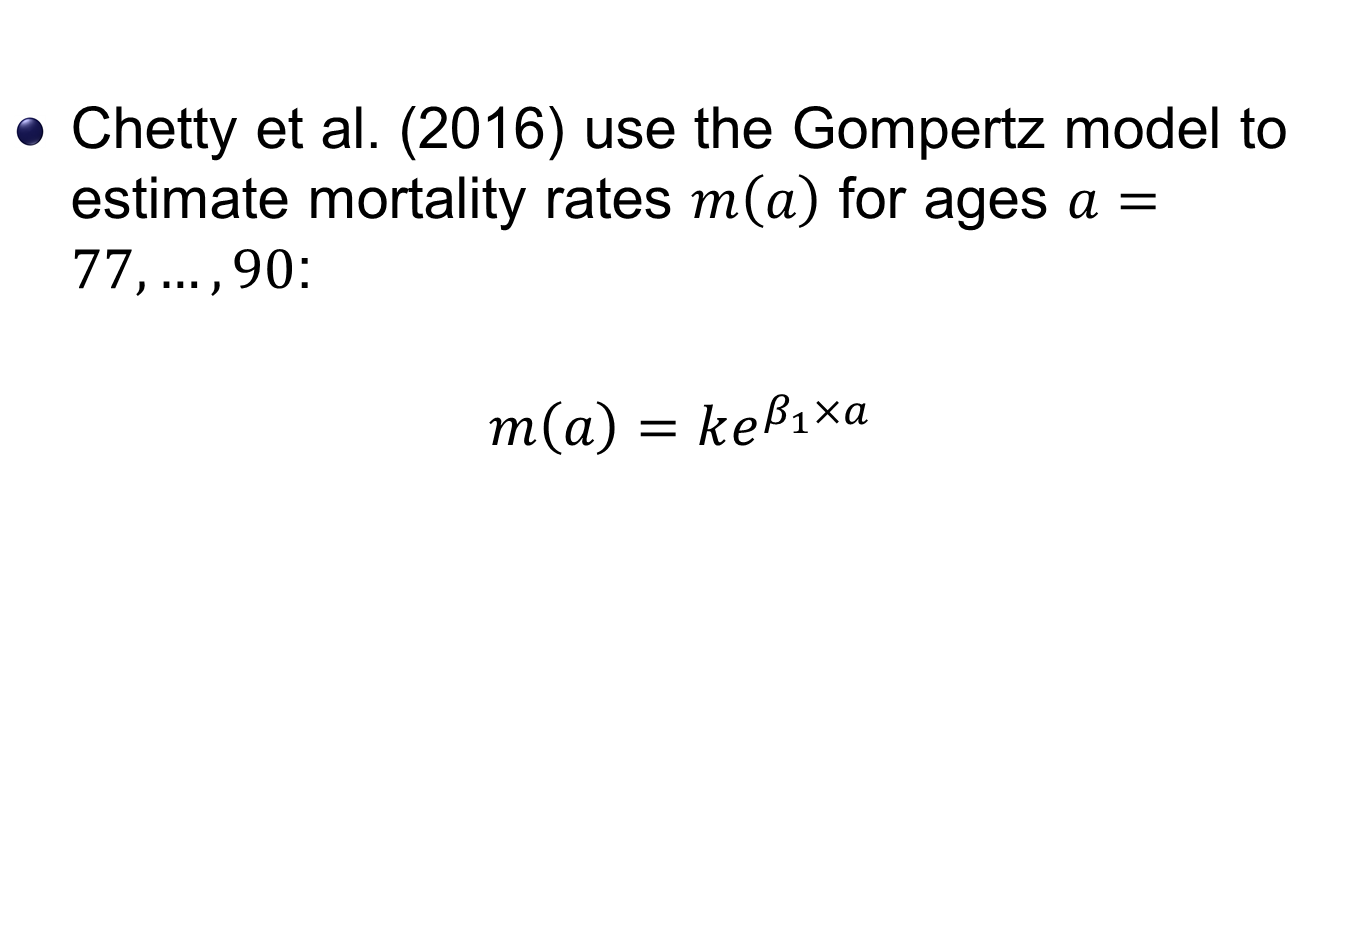 • Chetty et al. (2016) use the Gompertz model to
estimate mortality rates 𝑚(𝑎) for ages 𝑎 =
77, … , 90:
𝑚(𝑎) = 𝑘𝑒^{𝛽₁×𝑎}